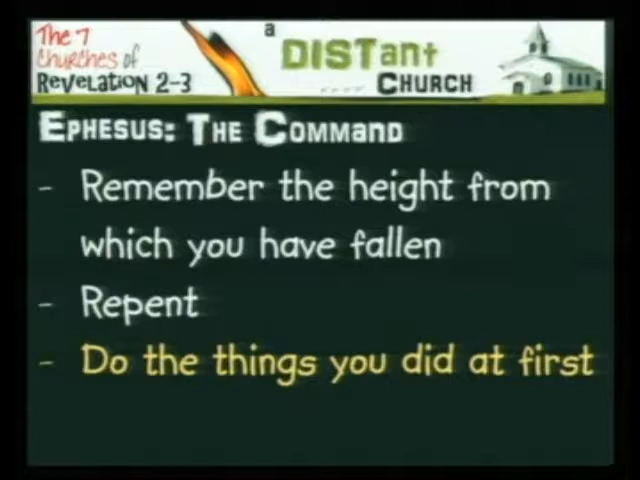 The 7
Churches of
Revelation 2-3
a
DISTant
.... Church
Ephesus: The Command
- Remember the height from
which you have fallen
- Repent
- Do the things you did at first